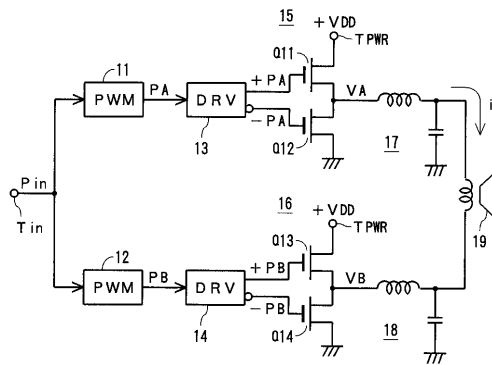 15
+VDD
TPWR
Q11
11
PWM
PA
DRV
+PA
-PA
13
Q12
VA
17
i
Pin
Tin
19
16
+VDD
TPWR
Q13
12
PWM
PB
DRV
+PB
-PB
14
Q14
VB
18